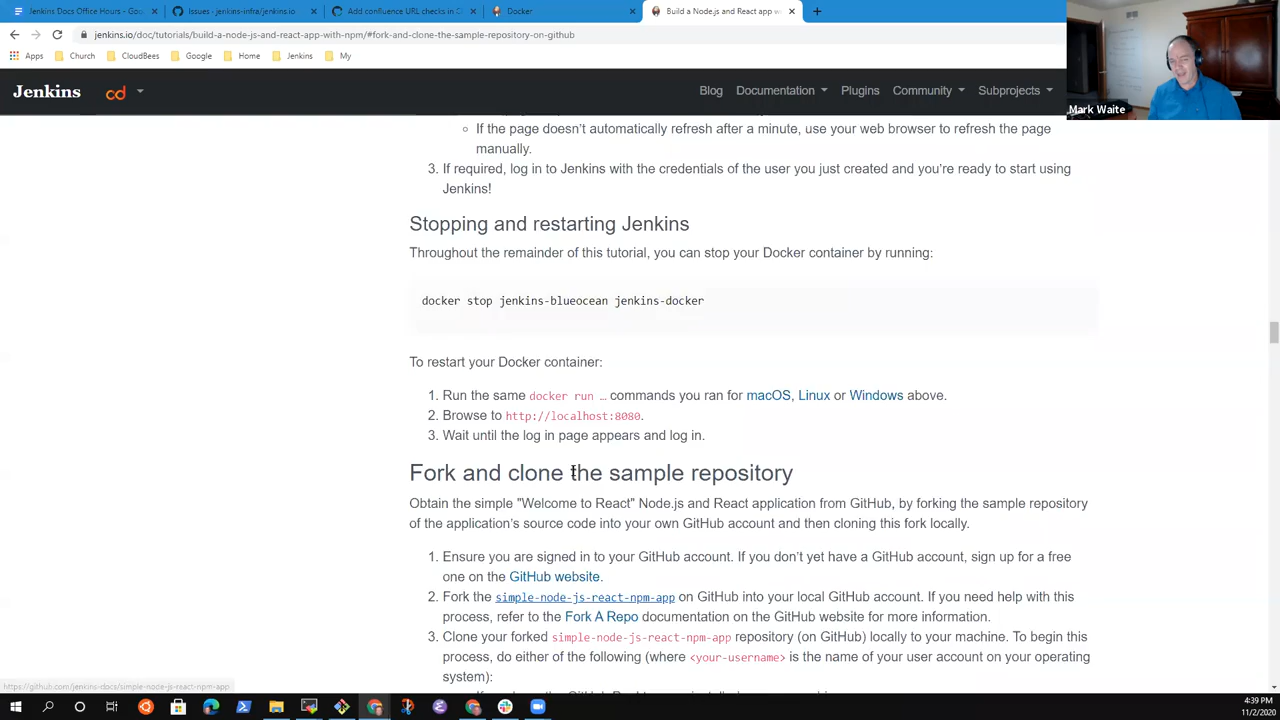 Jenkins Docs Office Hours - Goo
Issues · jenkins-infra/jenkins.io
Add confluence URL checks in C
Docker
Build a Node.js and React app w
jenkins.io/doc/tutorials/build-a-node-js-and-react-app-with-npm/#fork-and-clone-the-sample-repository-on-github
Apps Church CloudBees Google Home Jenkins My
Jenkins cd Blog Documentation Plugins Community Subprojects
Mark Waite
If the page doesn't automatically refresh after a minute, use your web browser to refresh the page
manually.
3. If required, log in to Jenkins with the credentials of the user you just created and you're ready to start using
Jenkins!
Stopping and restarting Jenkins
Throughout the remainder of this tutorial, you can stop your Docker container by running:
docker stop jenkins-blueocean jenkins-docker
To restart your Docker container:
1. Run the same docker run … commands you ran for macOS, Linux or Windows above.
2. Browse to http://localhost:8080.
3. Wait until the log in page appears and log in.
Fork and clone the sample repository
Obtain the simple "Welcome to React" Node.js and React application from GitHub, by forking the sample repository
of the application's source code into your own GitHub account and then cloning this fork locally.
1. Ensure you are signed in to your GitHub account. If you don't yet have a GitHub account, sign up for a free
one on the GitHub website.
2. Fork the simple-node-js-react-npm-app on GitHub into your local GitHub account. If you need help with this
process, refer to the Fork A Repo documentation on the GitHub website for more information.
3. Clone your forked simple-node-js-react-npm-app repository (on GitHub) locally to your machine. To begin this
process, do either of the following (where <your-username> is the name of your user account on your operating
system):
https://github.com/jenkins-docs/simple-node-js-react-npm-app
4:39 PM
11/2/2020